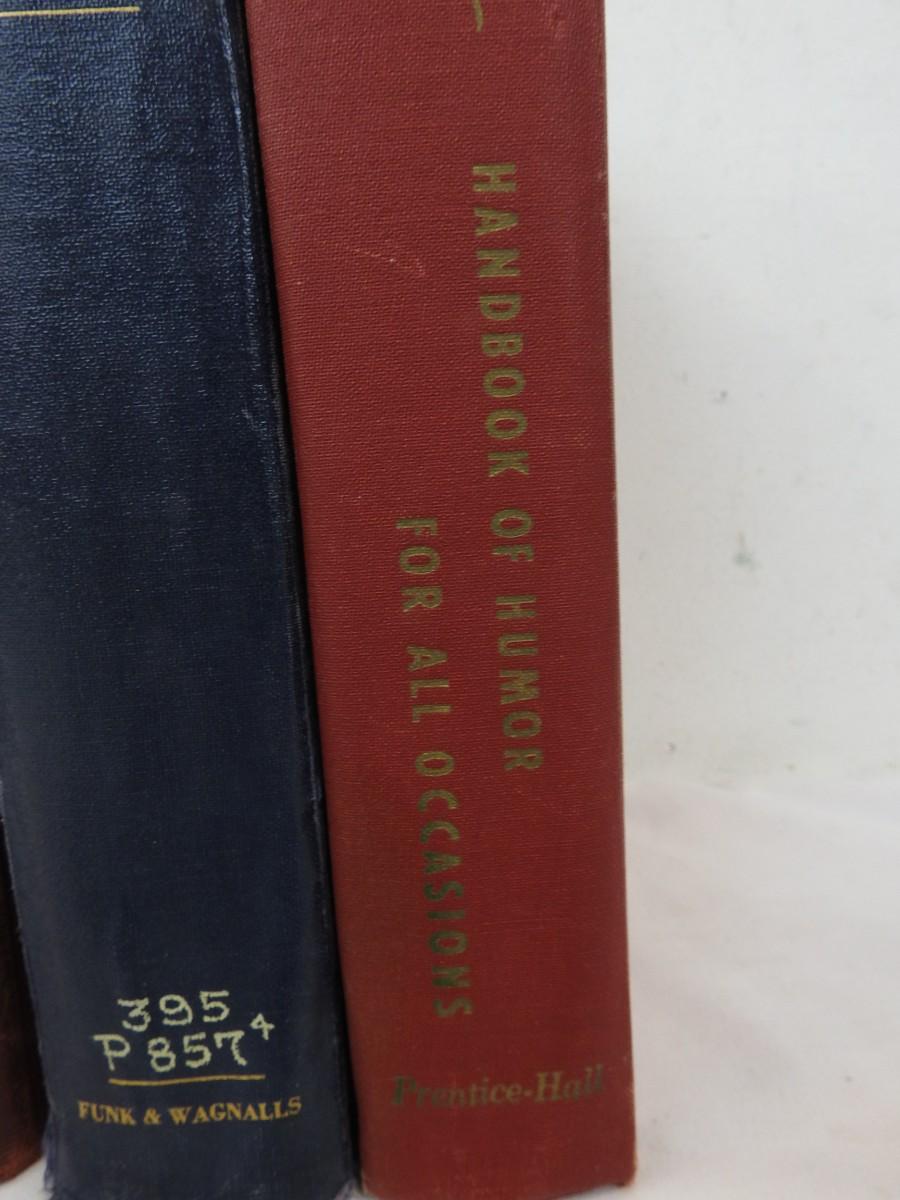 395
P8574
FUNK & WAGNALLS
HANDBOOK OF HUMOR
FOR ALL OCCASIONS
Prentice-Hall